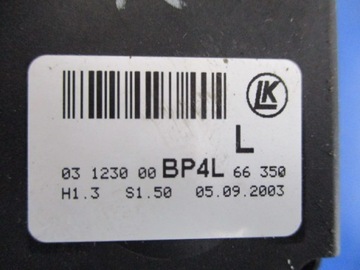 LK
L
03 1230 00 BP4L 66 350
H1.3 S1.50 05.09.2003